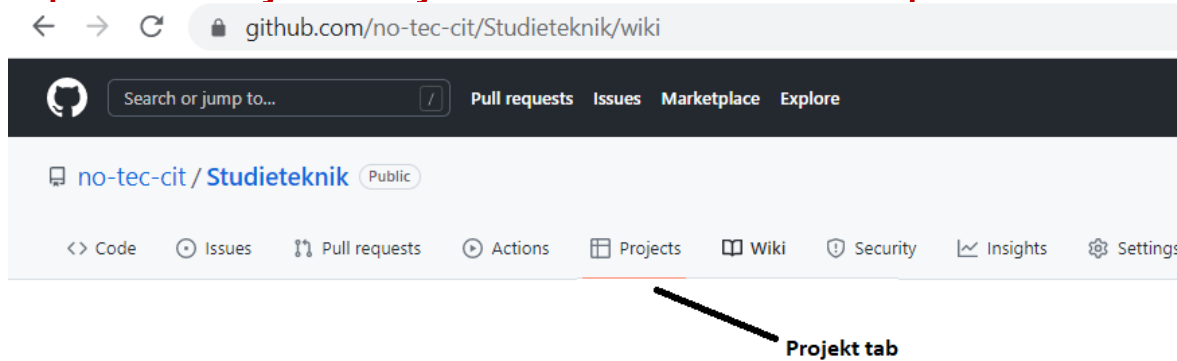 github.com/no-tec-cit/Studieteknik/wiki
Search or jump to... / Pull requests Issues Marketplace Explore
no-tec-cit / Studieteknik Public
<> Code Issues Pull requests Actions Projects Wiki Security Insights Settings
Projekt tab